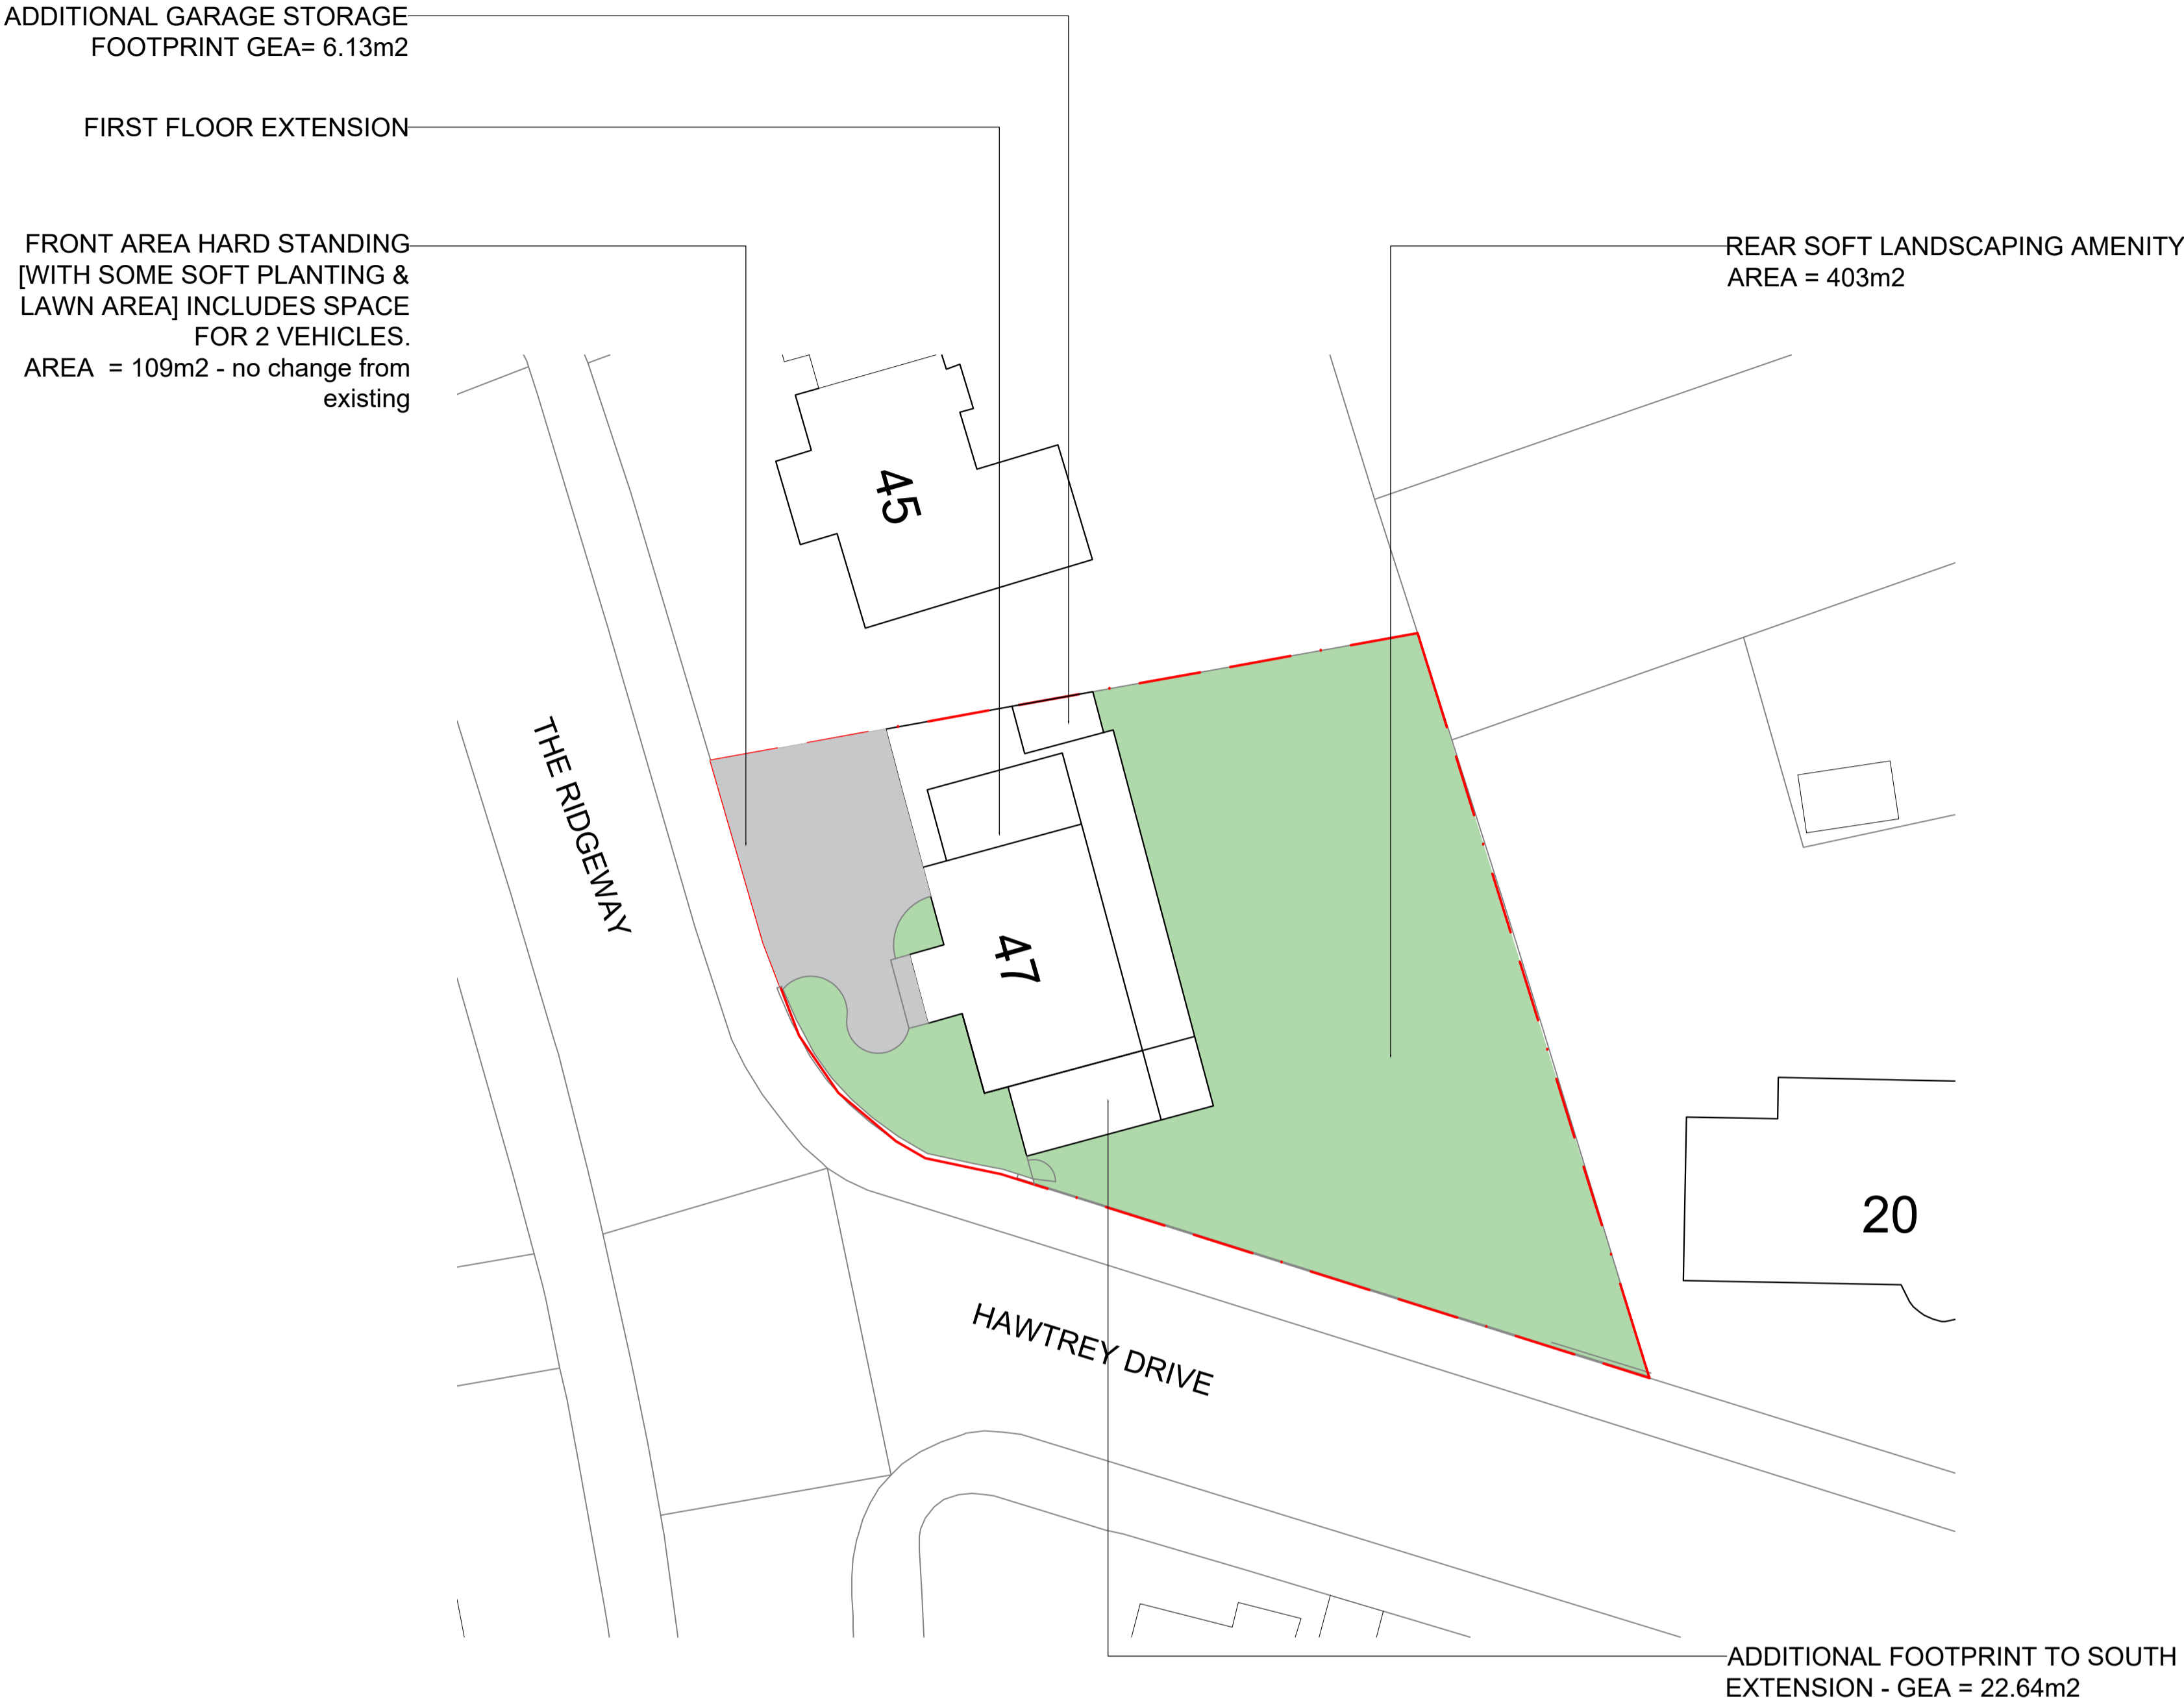 ADDITIONAL GARAGE STORAGE
FOOTPRINT GEA= 6.13m2
FIRST FLOOR EXTENSION
FRONT AREA HARD STANDING
[WITH SOME SOFT PLANTING &
LAWN AREA] INCLUDES SPACE
FOR 2 VEHICLES.
AREA  = 109m2 - no change from
existing
REAR SOFT LANDSCAPING AMENITY
AREA = 403m2
45
THE RIDGEWAY
47
20
HAWTREY DRIVE
ADDITIONAL FOOTPRINT TO SOUTH
EXTENSION - GEA = 22.64m2